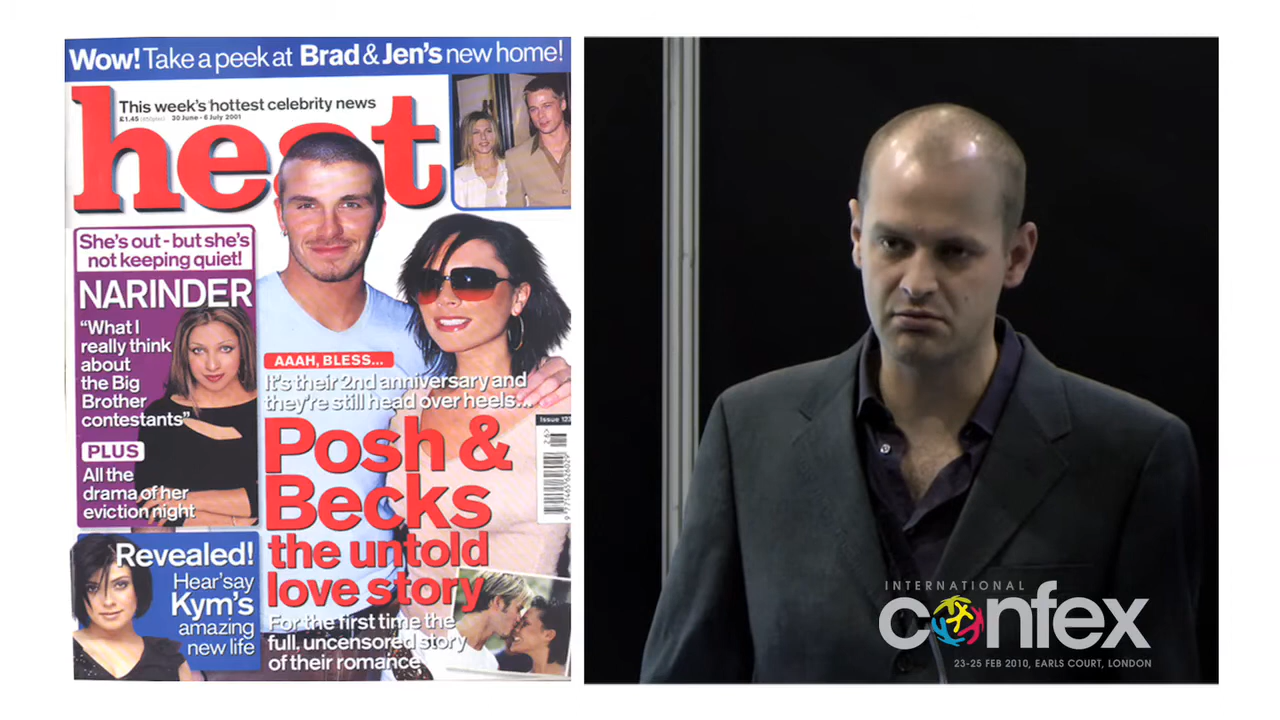 Wow! Take a peek at Brad & Jen's new home!
heat
This week's hottest celebrity news
£1.45 30 June - 6 July 2001
She's out - but she's
not keeping quiet!
NARINDER
"What I
really think
about
the Big
Brother
contestants"
PLUS
All the
drama of her
eviction night
Revealed!
Hear'say
Kym's
amazing
new life
AAAH, BLESS...
It's their 2nd anniversary and
they're still head over heels...
Posh &
Becks
the untold
love story
For the first time the
full, uncensored story
of their romance
Issue 123
INTERNATIONAL
confex
23-25 FEB 2010, EARLS COURT, LONDON